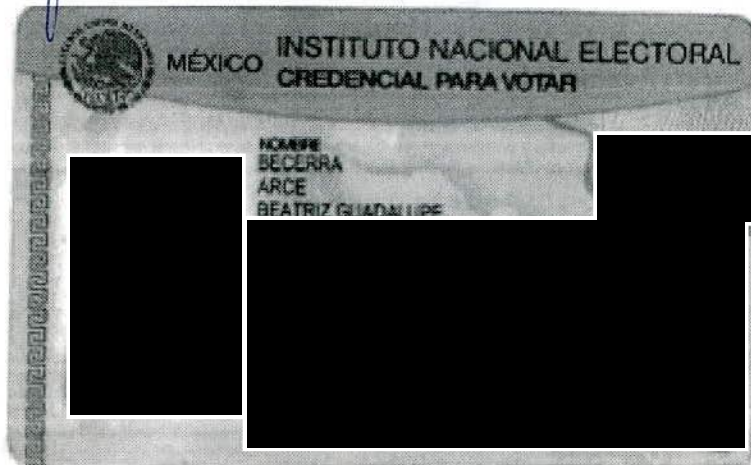 MÉXICO INSTITUTO NACIONAL ELECTORAL
CREDENCIAL PARA VOTAR
NOMBRE
BECERRA
ARCE
BEATRIZ GUADALUPE